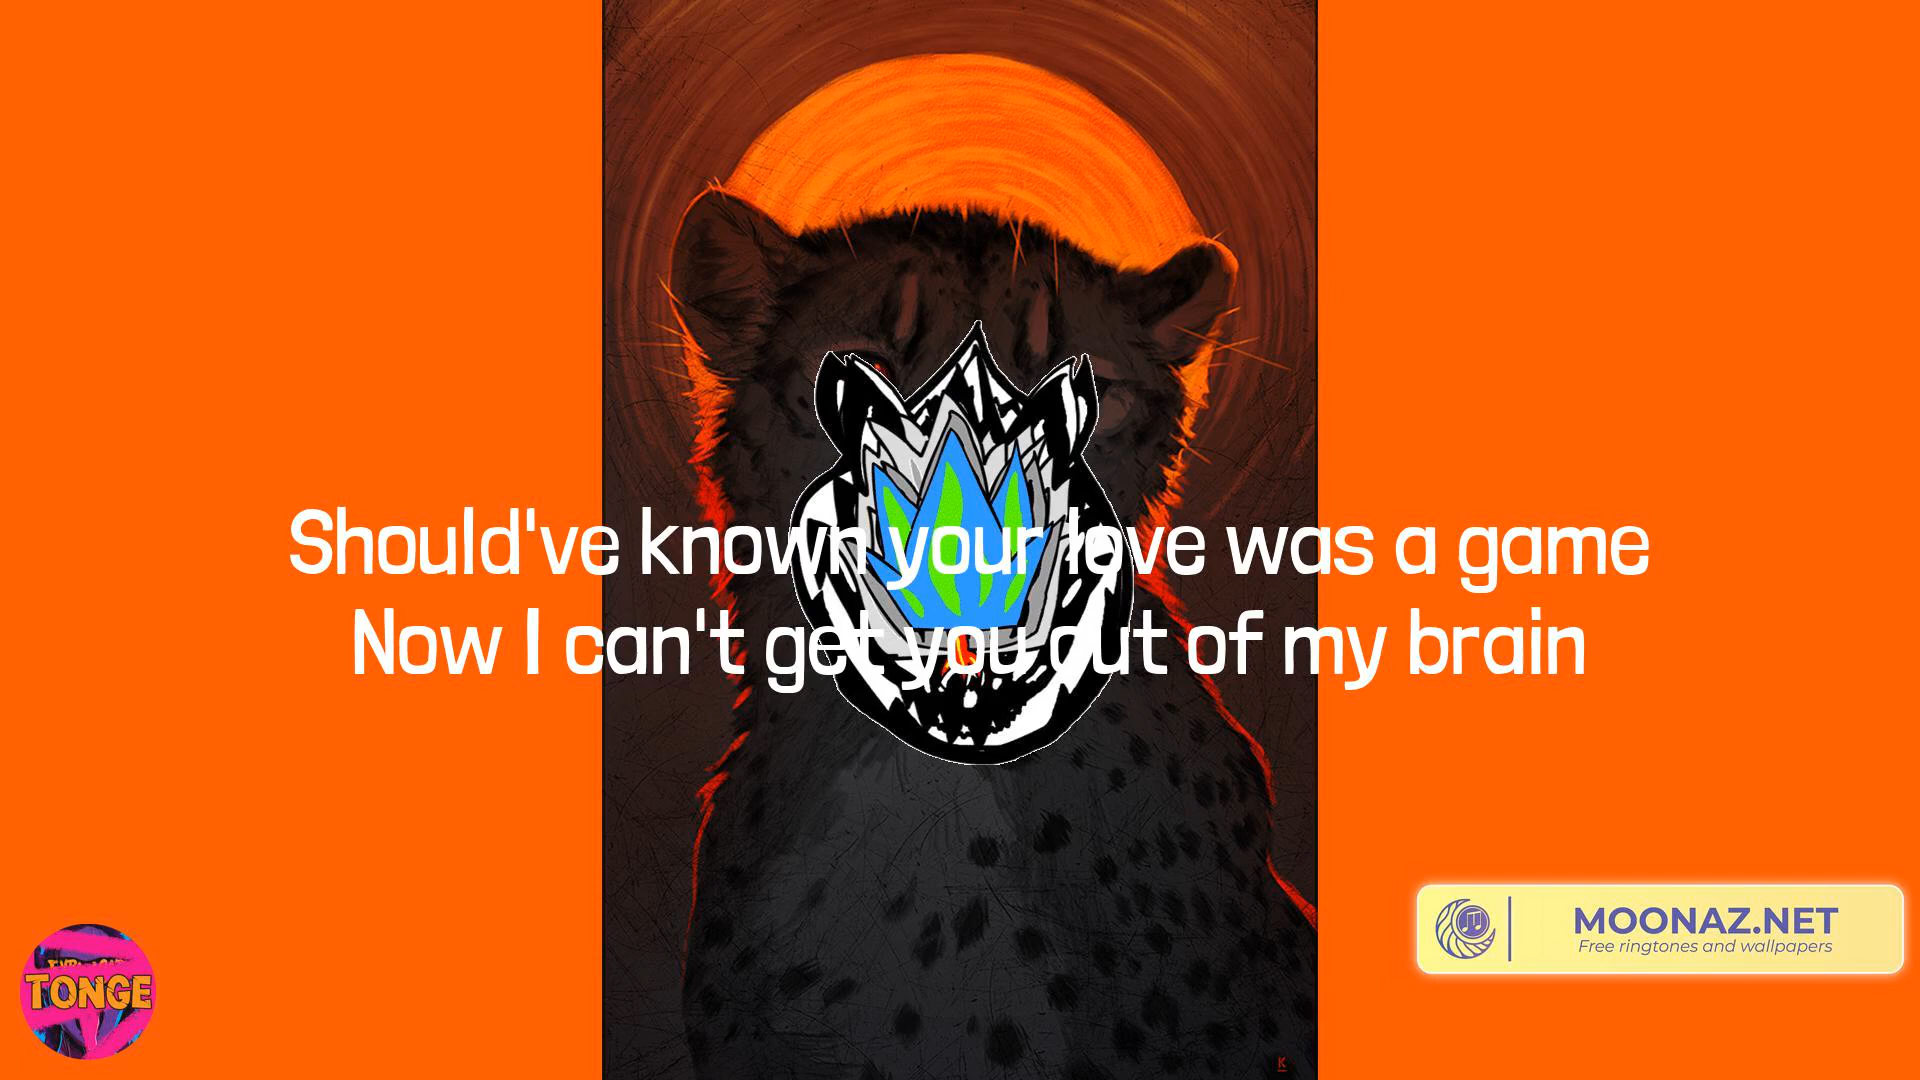 Should've known your love was a game
Now I can't get you out of my brain
TONGE
MOONAZ.NET
Free ringtones and wallpapers
K